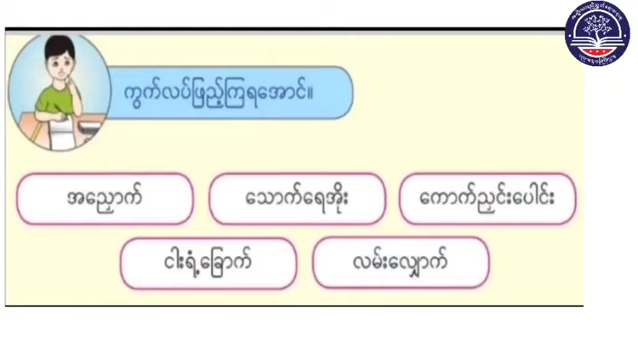 ကွက်လပ်ဖြည့်ကြရအောင်။
အညှောက်
သောက်ရေအိုး
ကောက်ညှင်းပေါင်း
ငါးရံ့ခြောက်
လမ်းလျှောက်